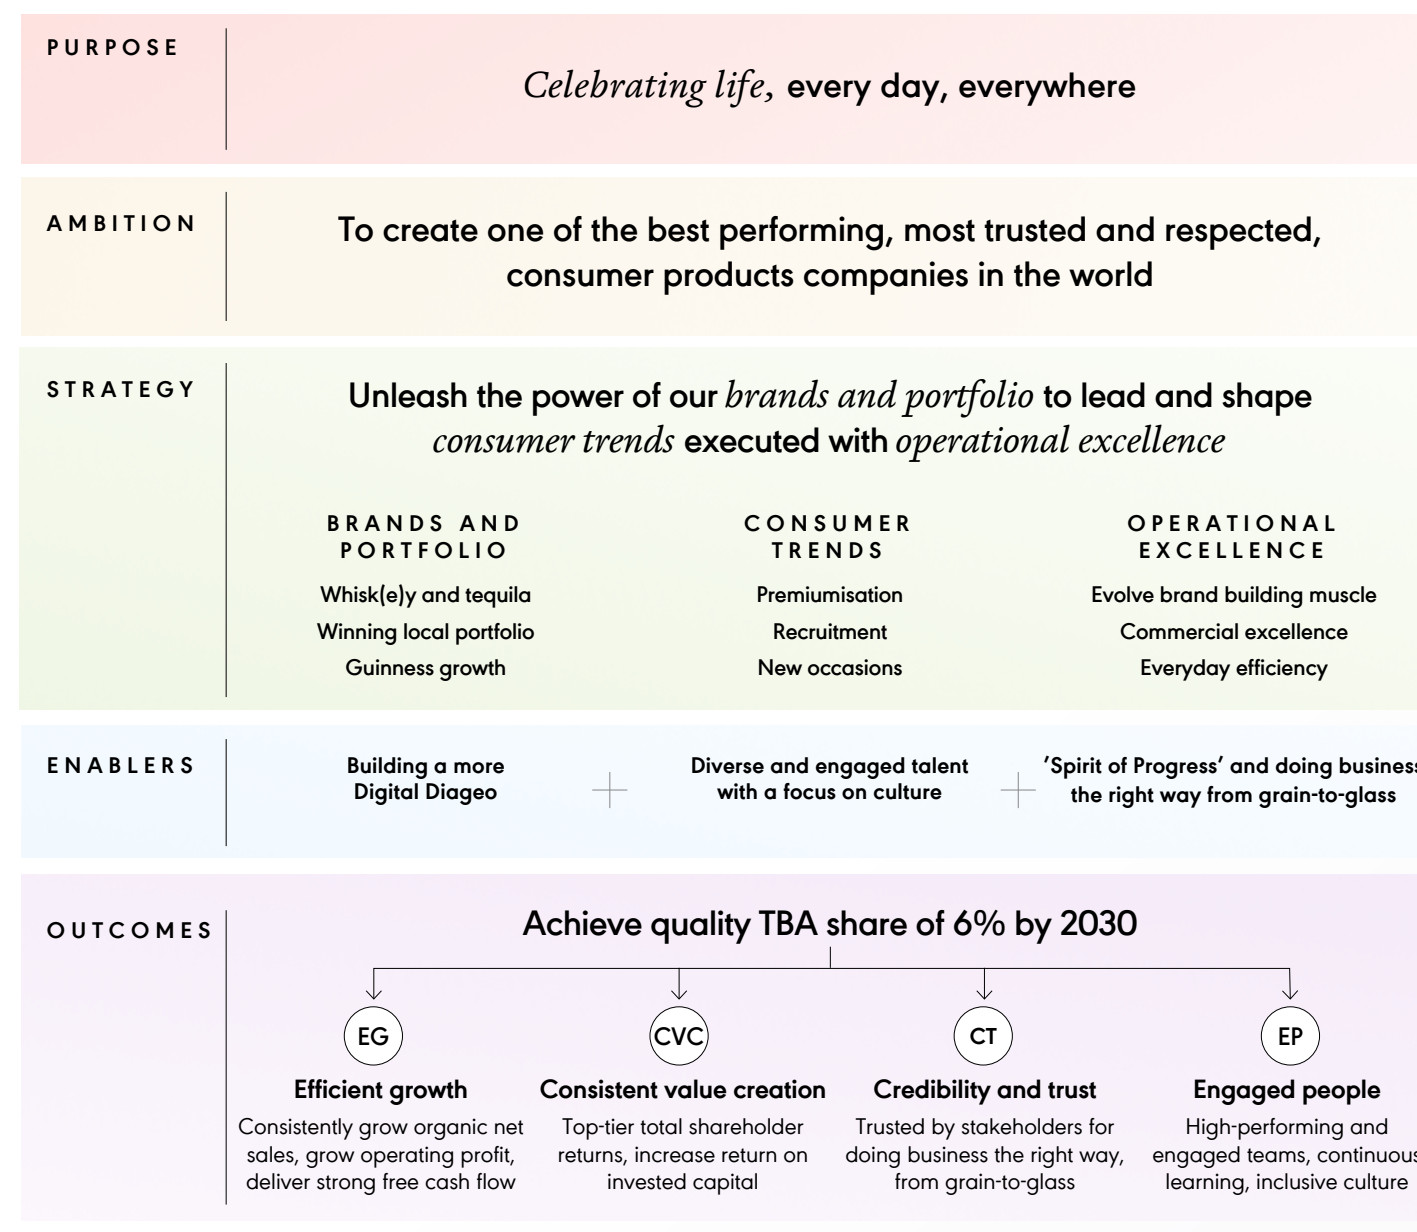 PURPOSE
Celebrating life, every day, everywhere
AMBITION
To create one of the best performing, most trusted and respected,
consumer products companies in the world
STRATEGY
Unleash the power of our brands and portfolio to lead and shape
consumer trends executed with operational excellence
BRANDS AND
PORTFOLIO
Whisk(e)y and tequila
Winning local portfolio
Guinness growth
CONSUMER
TRENDS
Premiumisation
Recruitment
New occasions
OPERATIONAL
EXCELLENCE
Evolve brand building muscle
Commercial excellence
Everyday efficiency
ENABLERS
Building a more
Digital Diageo
+
Diverse and engaged talent
with a focus on culture
+
‘Spirit of Progress’ and doing business
the right way from grain-to-glass
OUTCOMES
Achieve quality TBA share of 6% by 2030
EG
Efficient growth
Consistently grow organic net
sales, grow operating profit,
deliver strong free cash flow
CVC
Consistent value creation
Top-tier total shareholder
returns, increase return on
invested capital
CT
Credibility and trust
Trusted by stakeholders for
doing business the right way,
from grain-to-glass
EP
Engaged people
High-performing and
engaged teams, continuous
learning, inclusive culture